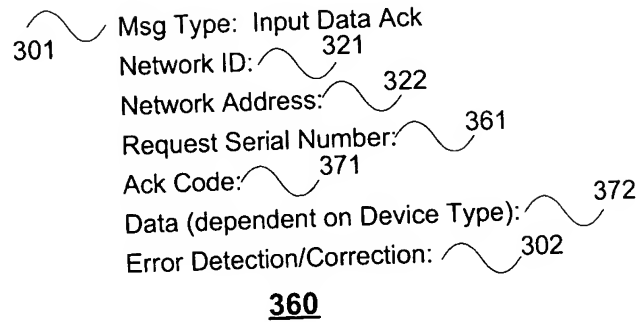 301 Msg Type: Input Data Ack
Network ID: 321
Network Address: 322
Request Serial Number: 361
Ack Code: 371
Data (dependent on Device Type): 372
Error Detection/Correction: 302
360